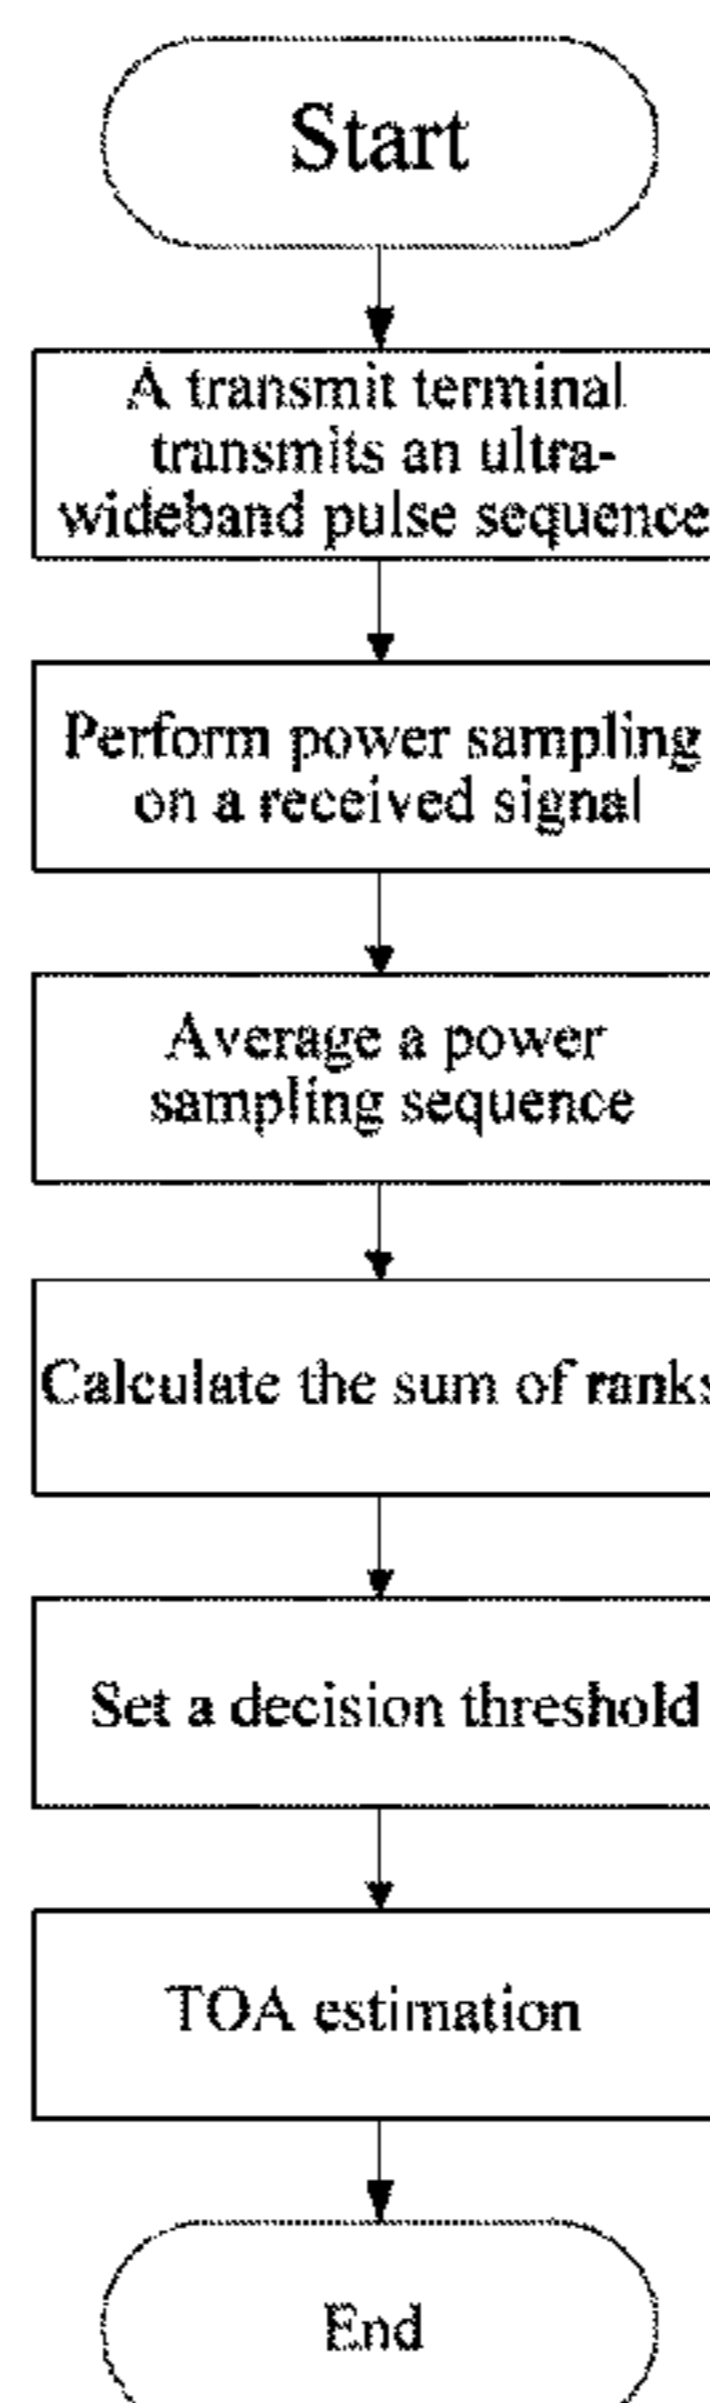 Start
A transmit terminal
transmits an ultra-
wideband pulse sequence
Perform power sampling
on a received signal
Average a power
sampling sequence
Calculate the sum of ranks
Set a decision threshold
TOA estimation
End